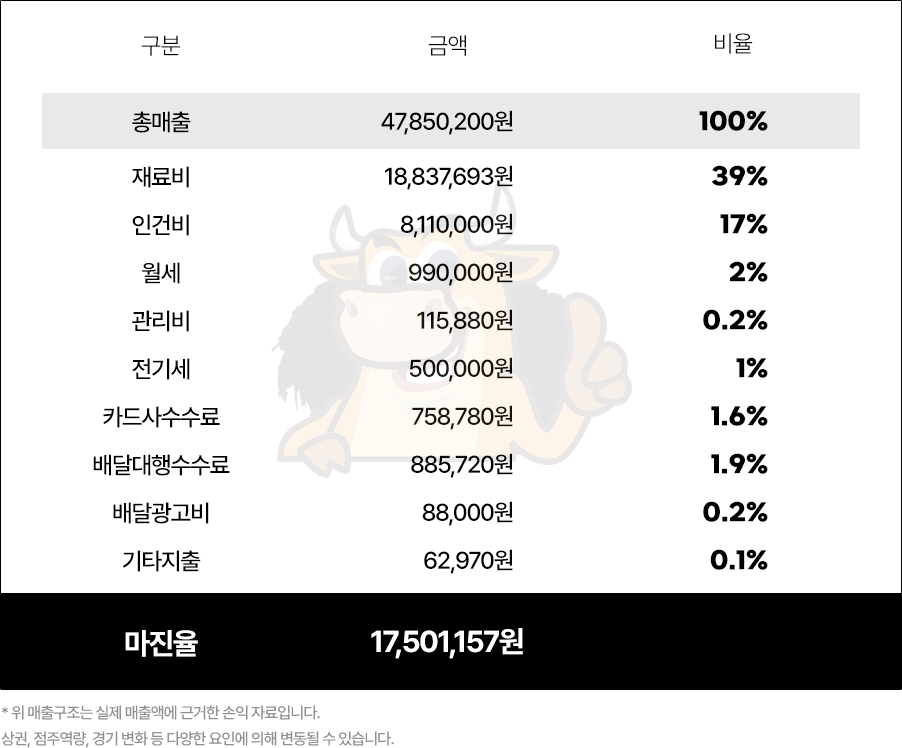 구분 금액 비율
총매출 47,850,200원 100%
재료비 18,837,693원 39%
인건비 8,110,000원 17%
월세 990,000원 2%
관리비 115,880원 0.2%
전기세 500,000원 1%
카드사수수료 758,780원 1.6%
배달대행수수료 885,720원 1.9%
배달광고비 88,000원 0.2%
기타지출 62,970원 0.1%
마진율 17,501,157원
* 위 매출구조는 실제 매출액에 근거한 손익 자료입니다.
상권, 점주역량, 경기 변화 등 다양한 요인에 의해 변동될 수 있습니다.